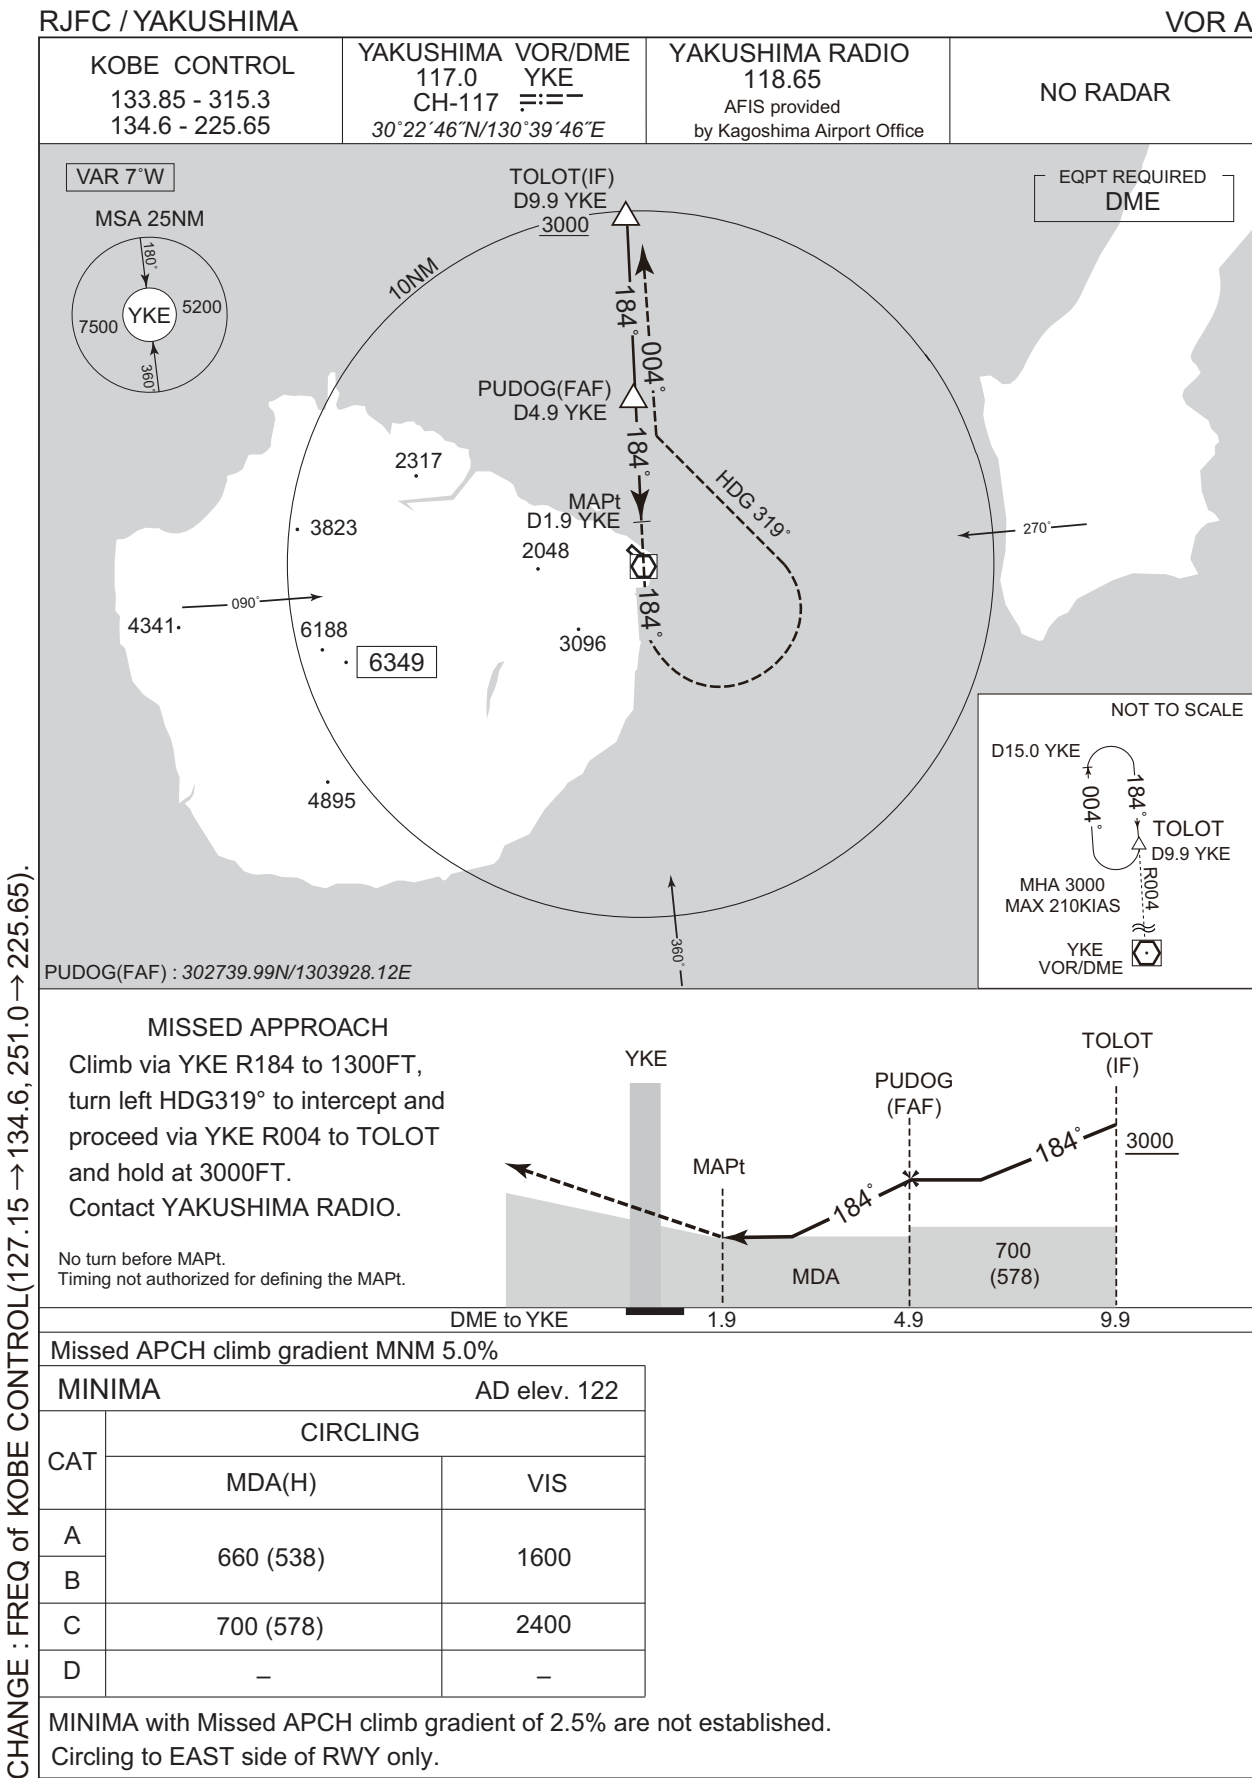 RJFC / YAKUSHIMA
VOR A
KOBE CONTROL
133.85 - 315.3
134.6 - 225.65
YAKUSHIMA VOR/DME
117.0 YKE
CH-117
30˚22´46˝N/130˚39´46˝E
YAKUSHIMA RADIO
118.65
AFIS provided
by Kagoshima Airport Office
NO RADAR
VAR 7˚W
MSA 25NM
180˚
YKE
5200
7500
360˚
TOLOT(IF)
D9.9 YKE
3000
EQPT REQUIRED
DME
10NM
184˚
004˚
PUDOG(FAF)
D4.9 YKE
184˚
HDG 319˚
MAPt
D1.9 YKE
2317
3823
2048
270˚
090˚
184˚
4341
6188
6349
3096
4895
360˚
NOT TO SCALE
D15.0 YKE
184˚
004˚
TOLOT
D9.9 YKE
R004
MHA 3000
MAX 210KIAS
YKE
VOR/DME
PUDOG(FAF) : 302739.99N/1303928.12E
MISSED APPROACH
Climb via YKE R184 to 1300FT,
turn left HDG319° to intercept and
proceed via YKE R004 to TOLOT
and hold at 3000FT.
Contact YAKUSHIMA RADIO.
No turn before MAPt.
Timing not authorized for defining the MAPt.
YKE
MAPt
PUDOG
(FAF)
TOLOT
(IF)
184˚
184˚
3000
MDA
700
(578)
DME to YKE
1.9
4.9
9.9
Missed APCH climb gradient MNM 5.0%
MINIMA
AD elev. 122
CAT
CIRCLING
MDA(H)
VIS
A
B
660 (538)
1600
C
700 (578)
2400
D
–
–
MINIMA with Missed APCH climb gradient of 2.5% are not established.
Circling to EAST side of RWY only.
CHANGE : FREQ of KOBE CONTROL(127.15→134.6, 251.0→225.65).